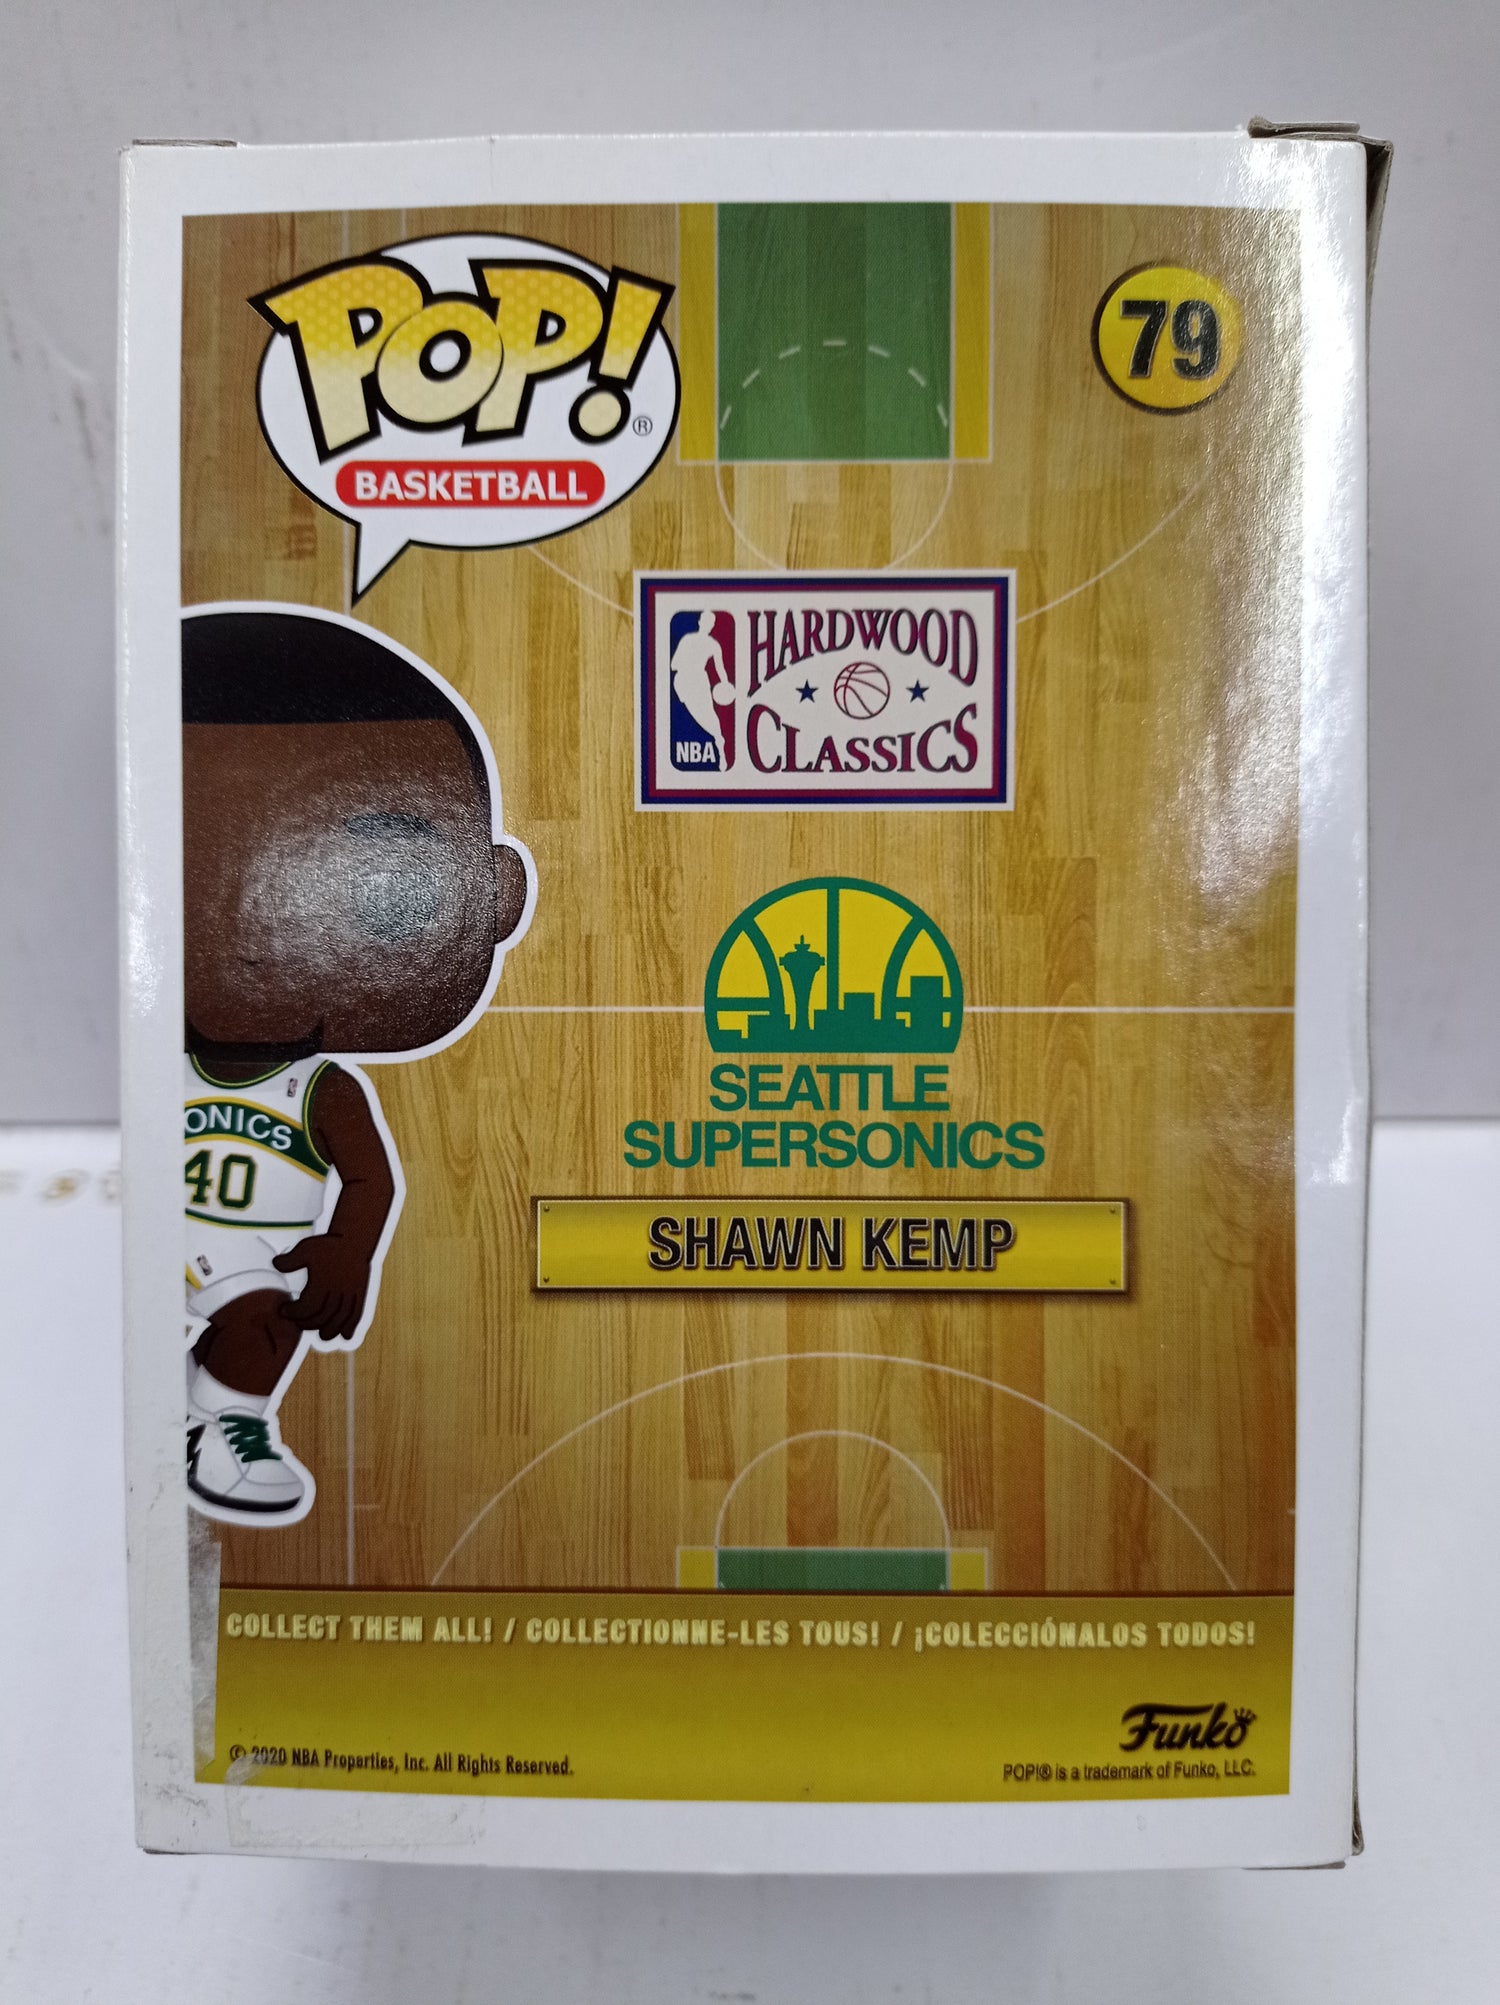 POP!®
BASKETBALL
79
HARDWOOD
CLASSICS
NBA
SEATTLE
SUPERSONICS
ONICS
40
SHAWN KEMP
COLLECT THEM ALL! / COLLECTIONNE-LES TOUS! / ¡COLECCIÓNALOS TODOS!
Funko
© 2020 NBA Properties, Inc. All Rights Reserved.
POP!® is a trademark of Funko, LLC.